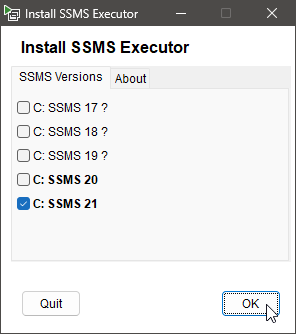 Install SSMS Executor
Install SSMS Executor
SSMS Versions
About
C: SSMS 17 ?
C: SSMS 18 ?
C: SSMS 19 ?
C: SSMS 20
C: SSMS 21
Quit
OK